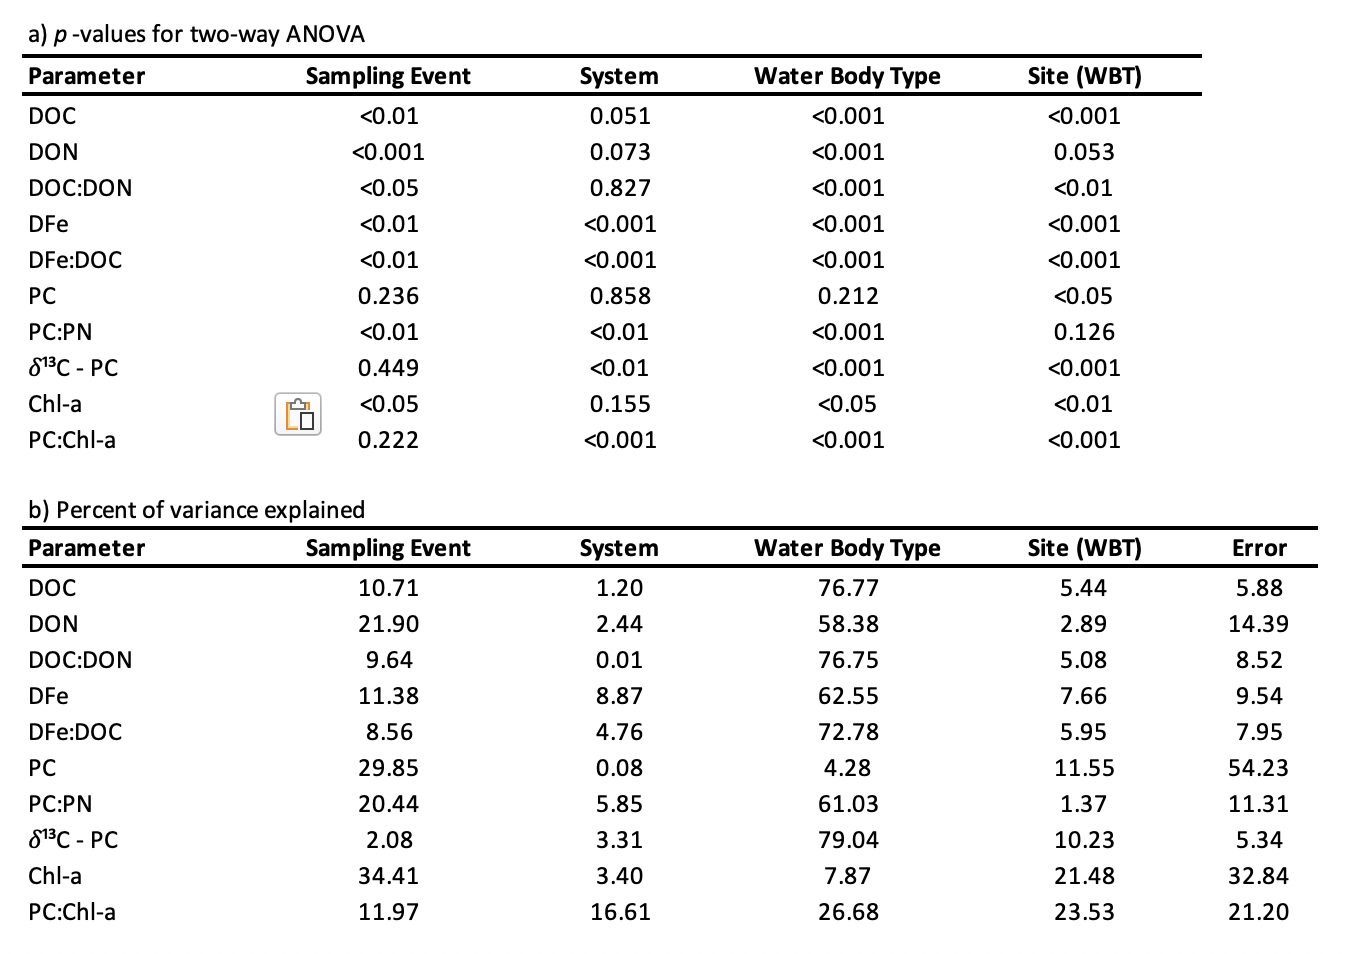 a) p -values for two-way ANOVA
Parameter Sampling Event System Water Body Type Site (WBT)
DOC <0.01 0.051 <0.001 <0.001
DON <0.001 0.073 <0.001 0.053
DOC:DON <0.05 0.827 <0.001 <0.01
DFe <0.01 <0.001 <0.001 <0.001
DFe:DOC <0.01 <0.001 <0.001 <0.001
PC 0.236 0.858 0.212 <0.05
PC:PN <0.01 <0.01 <0.001 0.126
δ¹³C - PC 0.449 <0.01 <0.001 <0.001
Chl-a <0.05 0.155 <0.05 <0.01
PC:Chl-a 0.222 <0.001 <0.001 <0.001
b) Percent of variance explained
Parameter Sampling Event System Water Body Type Site (WBT) Error
DOC 10.71 1.20 76.77 5.44 5.88
DON 21.90 2.44 58.38 2.89 14.39
DOC:DON 9.64 0.01 76.75 5.08 8.52
DFe 11.38 8.87 62.55 7.66 9.54
DFe:DOC 8.56 4.76 72.78 5.95 7.95
PC 29.85 0.08 4.28 11.55 54.23
PC:PN 20.44 5.85 61.03 1.37 11.31
δ¹³C - PC 2.08 3.31 79.04 10.23 5.34
Chl-a 34.41 3.40 7.87 21.48 32.84
PC:Chl-a 11.97 16.61 26.68 23.53 21.20